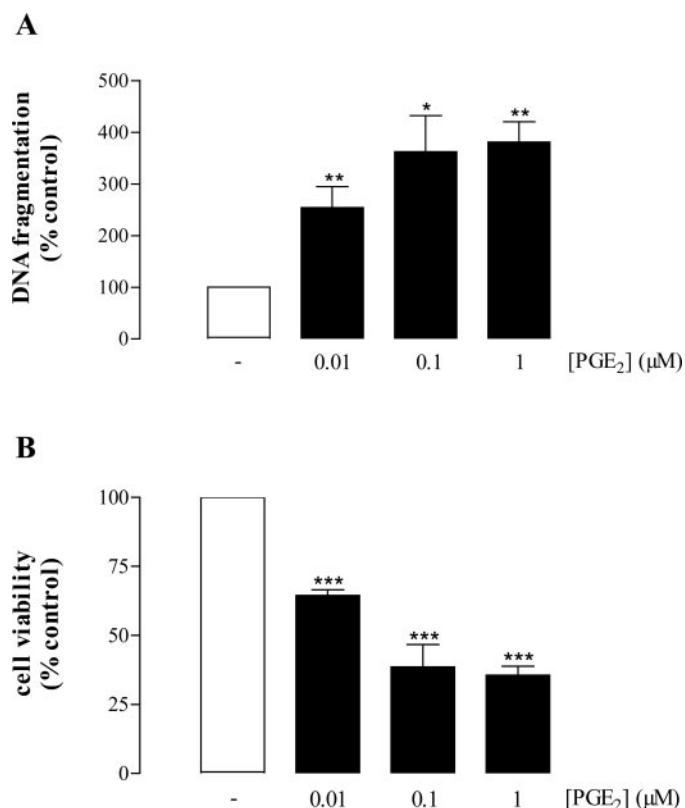 A
DNA fragmentation
(% control)
500
400
300
200
100
0
**
*
**
- 0.01 0.1 1 [PGE₂] (µM)
B
cell viability
(% control)
100
75
50
25
0
***
***
***
- 0.01 0.1 1 [PGE₂] (µM)